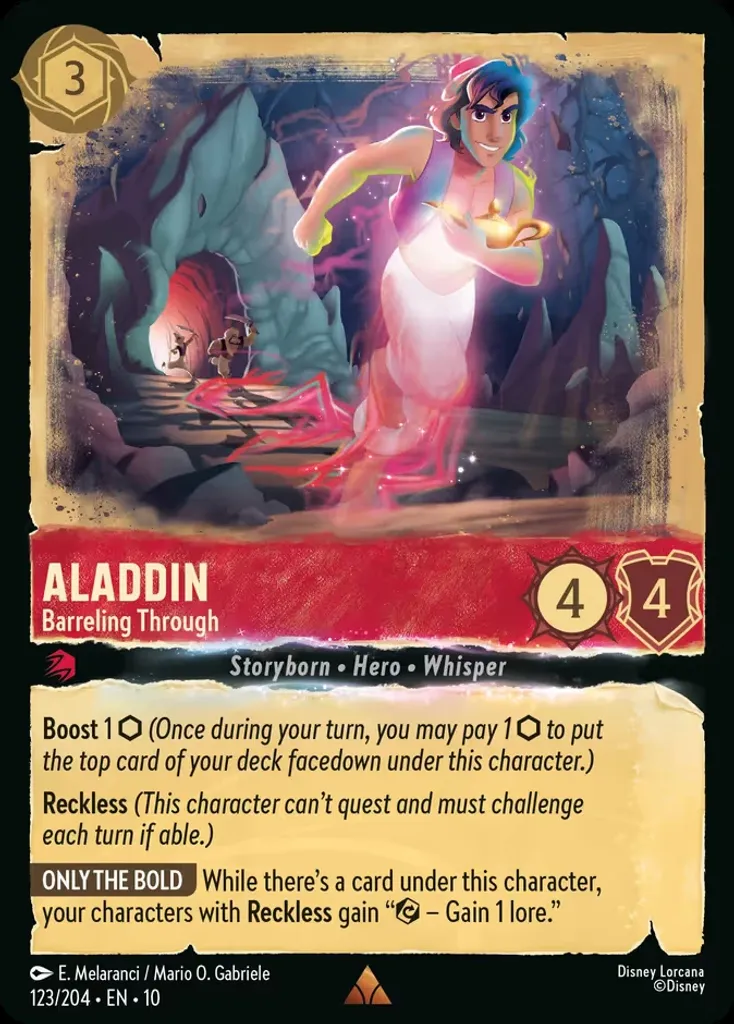 3
ALADDIN
Barreling Through
4
4
Storyborn • Hero • Whisper
Boost 1 ⬡ (Once during your turn, you may pay 1 ⬡ to put
the top card of your deck facedown under this character.)
Reckless (This character can't quest and must challenge
each turn if able.)
ONLY THE BOLD While there's a card under this character,
your characters with Reckless gain “⟳ – Gain 1 lore.”
E. Melaranci / Mario O. Gabriele
123/204 • EN • 10
Disney Lorcana
©Disney